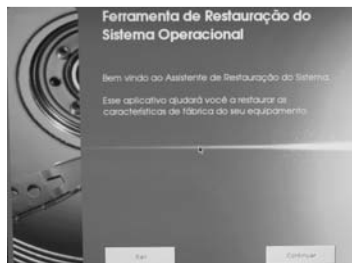 Ferramenta de Restauração do
Sistema Operacional
Bem vindo ao Assistente de Restauração do Sistema.
Esse aplicativo ajudará você a restaurar as
características de fábrica do seu equipamento.
Sair
Continuar